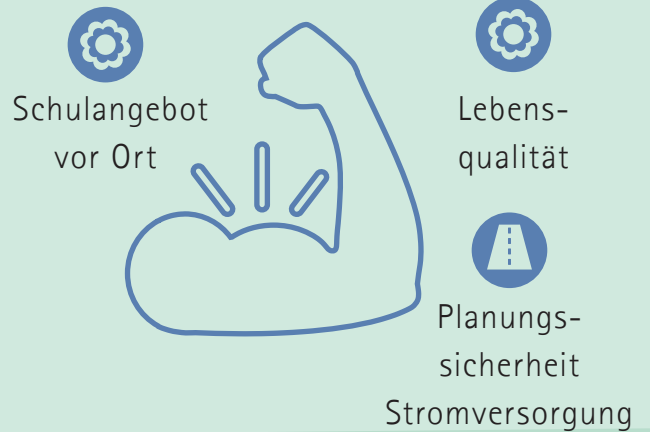 Schulangebot
vor Ort
Lebens-
qualität
Planungs-
sicherheit
Stromversorgung